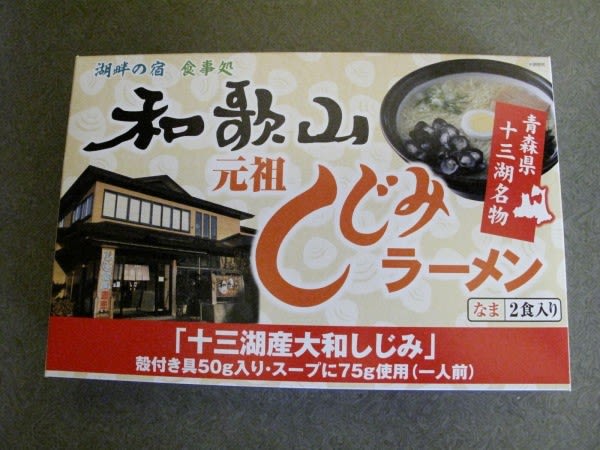 湖畔の宿 食事処
和歌山
元祖
しじみ
ラーメン
青森県
十三湖名物
なま 2食入り
「十三湖産大和しじみ」
殻付き具50g入り・スープに75g使用(一人前)